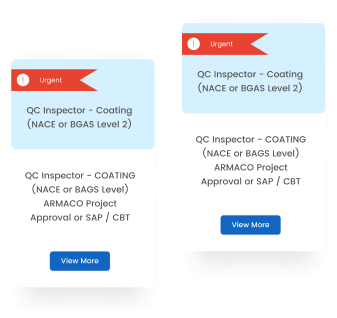 Urgent
QC Inspector - Coating
(NACE or BGAS Level 2)
QC Inspector - COATING
(NACE or BAGS Level)
ARMACO Project
Approval or SAP / CBT
View More
Urgent
QC Inspector - Coating
(NACE or BGAS Level 2)
QC Inspector - COATING
(NACE or BAGS Level)
ARMACO Project
Approval or SAP / CBT
View More